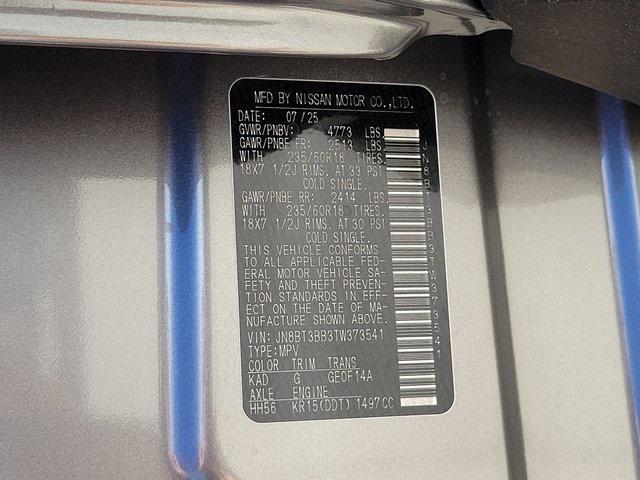 MFD BY NISSAN MOTOR CO.,LTD.
DATE: 07/25
GVWR/PNBV: 4773 LBS.
GAWR/PNBE FR: 2513 LBS.
WITH 235/60R18 TIRES.
18X7 1/2J RIMS. AT 33 PSI
COLD SINGLE.
GAWR/PNBE RR: 2414 LBS.
WITH 235/60R18 TIRES.
18X7 1/2J RIMS. AT 30 PSI
COLD SINGLE.
THIS VEHICLE CONFORMS
TO ALL APPLICABLE FED-
ERAL MOTOR VEHICLE SA-
FETY AND THEFT PREVEN-
TION STANDARDS IN EFF-
ECT ON THE DATE OF MA-
NUFACTURE SHOWN ABOVE.
VIN: JN8BT3BB3TW373541
TYPE:MPV
COLOR TRIM TRANS
KAD G GE0F14A
AXLE ENGINE
HH56 KR15(DDT) 1497CC
JN8BT3BB3TW373541